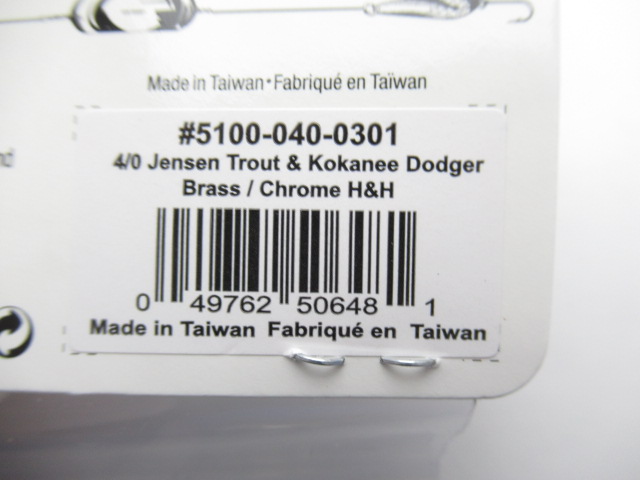 Made in Taiwan • Fabriqué en Taïwan
#5100-040-0301
4/0 Jensen Trout & Kokanee Dodger
Brass / Chrome H&H
0 49762 50648 1
Made in Taiwan Fabriqué en Taiwan